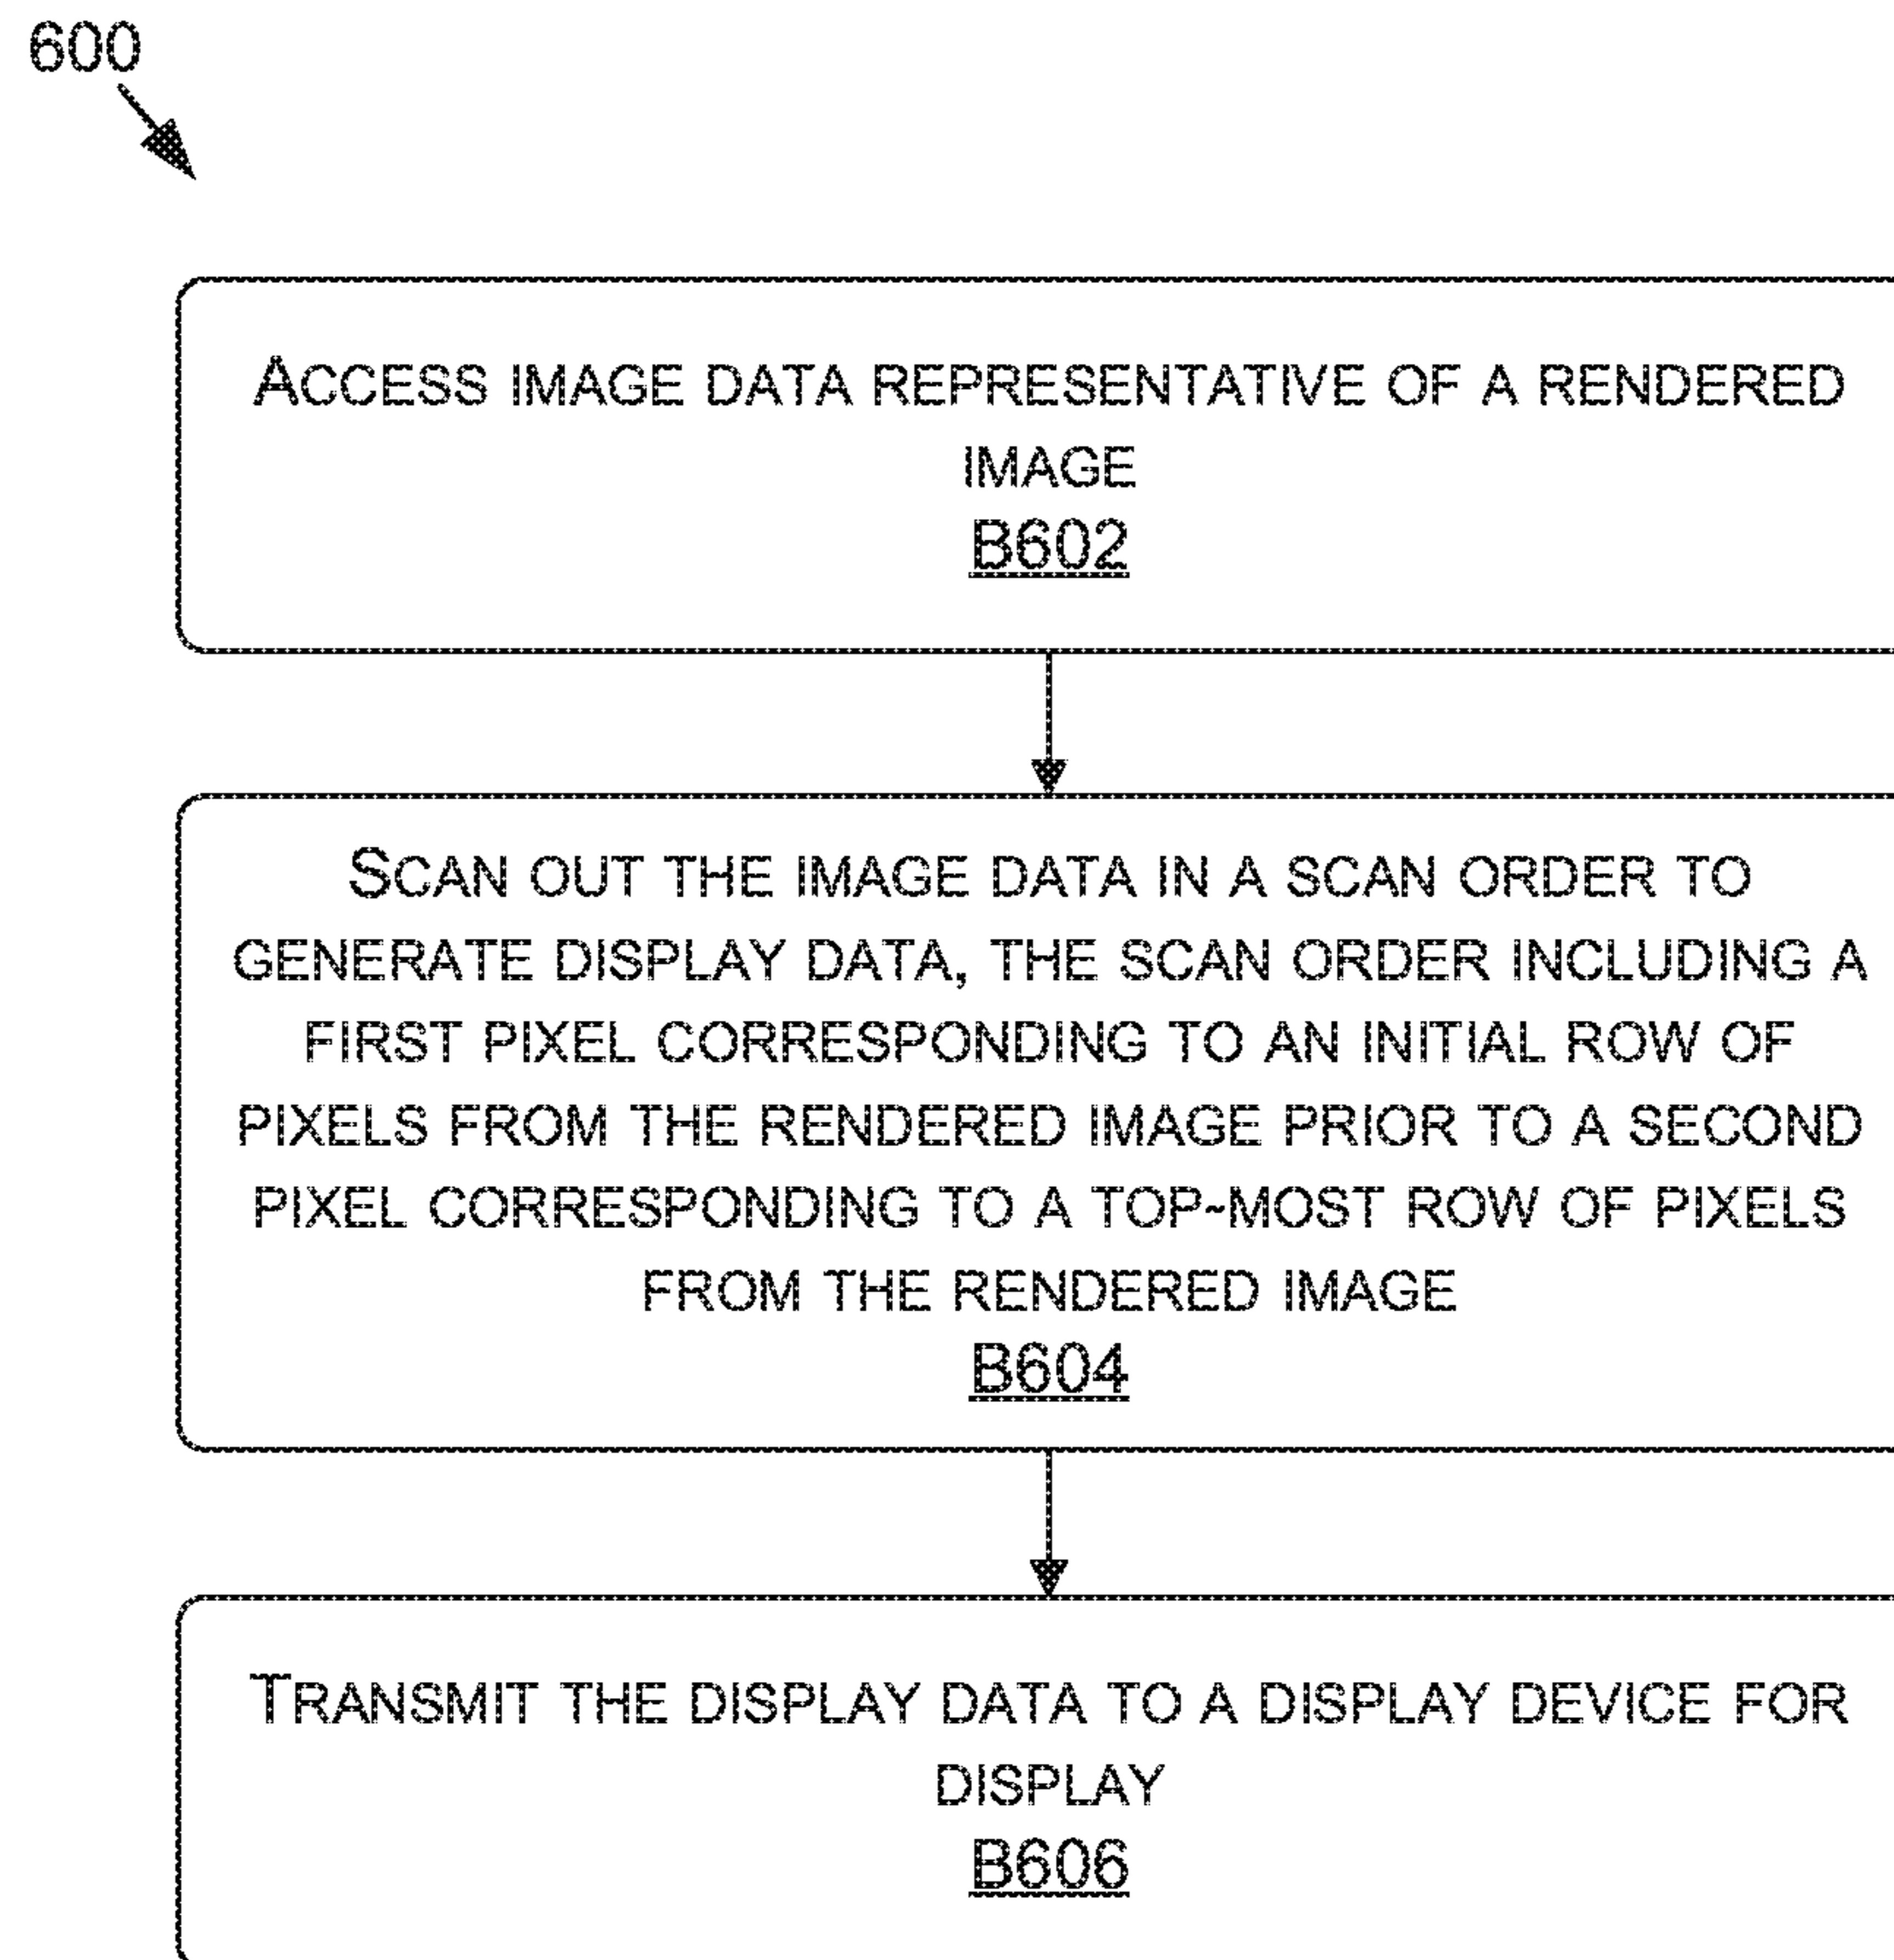 600
ACCESS IMAGE DATA REPRESENTATIVE OF A RENDERED
IMAGE
B602
SCAN OUT THE IMAGE DATA IN A SCAN ORDER TO
GENERATE DISPLAY DATA, THE SCAN ORDER INCLUDING A
FIRST PIXEL CORRESPONDING TO AN INITIAL ROW OF
PIXELS FROM THE RENDERED IMAGE PRIOR TO A SECOND
PIXEL CORRESPONDING TO A TOP-MOST ROW OF PIXELS
FROM THE RENDERED IMAGE
B604
TRANSMIT THE DISPLAY DATA TO A DISPLAY DEVICE FOR
DISPLAY
B606